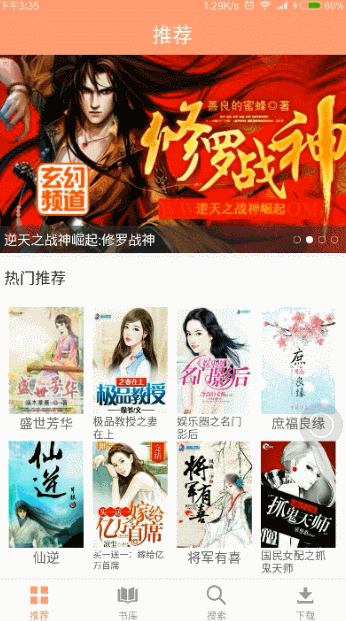 下午3:35
1.29K/s
60%
推荐
善良的蜜蜂◎著
修罗战神
玄幻
频道
逆天之战神崛起
逆天之战神崛起:修罗战神
热门推荐
盛世芳华
极品教授
名门影后
庶福良缘
盛世芳华
极品教授之妻
在上
娱乐圈之名门
影后
庶福良缘
仙逆
嫁给
亿万首席
将军有喜
抓鬼天师
仙逆
买一送一：嫁给亿
万首席
将军有喜
国民女配之抓
鬼天师
推荐
书库
搜索
下载